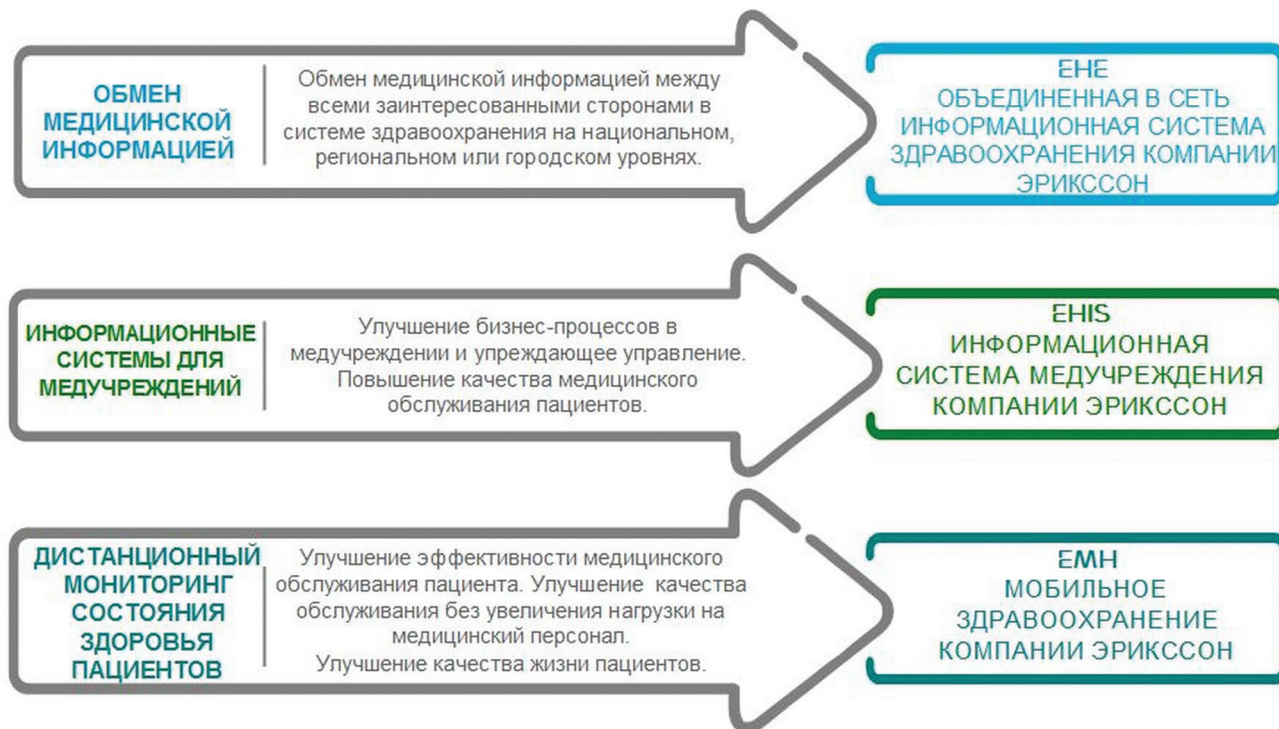 ОБМЕН
МЕДИЦИНСКОЙ
ИНФОРМАЦИЕЙ
Обмен медицинской информацией между
всеми заинтересованными сторонами в
системе здравоохранения на национальном,
региональном или городском уровнях.
EHE
ОБЪЕДИНЕННАЯ В СЕТЬ
ИНФОРМАЦИОННАЯ СИСТЕМА
ЗДРАВООХРАНЕНИЯ КОМПАНИИ
ЭРИКССОН
ИНФОРМАЦИОННЫЕ
СИСТЕМЫ ДЛЯ
МЕДУЧРЕЖДЕНИЙ
Улучшение бизнес-процессов в
медучреждении и упреждающее управление.
Повышение качества медицинского
обслуживания пациентов.
EHIS
ИНФОРМАЦИОННАЯ
СИСТЕМА МЕДУЧРЕЖДЕНИЯ
КОМПАНИИ ЭРИКССОН
ДИСТАНЦИОННЫЙ
МОНИТОРИНГ
СОСТОЯНИЯ
ЗДОРОВЬЯ
ПАЦИЕНТОВ
Улучшение эффективности медицинского
обслуживания пациента. Улучшение качества
обслуживания без увеличения нагрузки на
медицинский персонал.
Улучшение качества жизни пациентов.
EMH
МОБИЛЬНОЕ
ЗДРАВООХРАНЕНИЕ
КОМПАНИИ ЭРИКССОН